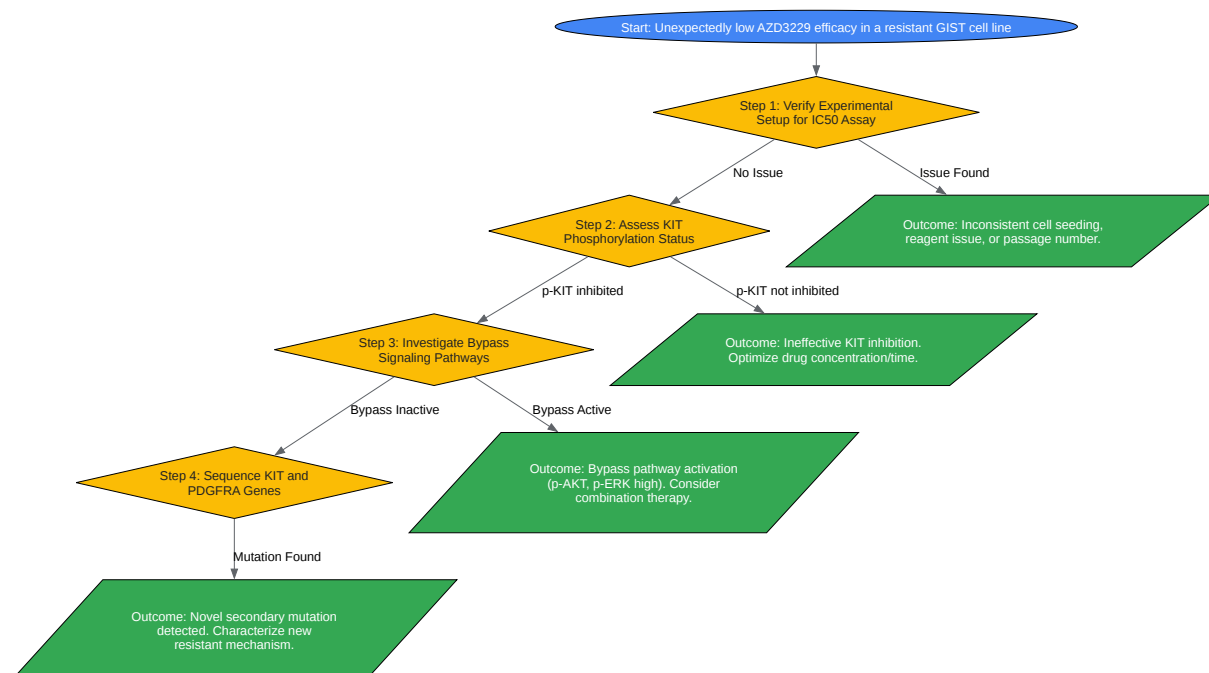 Start: Unexpectedly low AZD3229 efficacy in a resistant GIST cell line
Step 1: Verify Experimental
Setup for IC50 Assay
No Issue
Issue Found
Step 2: Assess KIT
Phosphorylation Status
Outcome: Inconsistent cell seeding,
reagent issue, or passage number.
p-KIT inhibited
p-KIT not inhibited
Step 3: Investigate Bypass
Signaling Pathways
Outcome: Ineffective KIT inhibition.
Optimize drug concentration/time.
Bypass Inactive
Bypass Active
Step 4: Sequence KIT and
PDGFRA Genes
Outcome: Bypass pathway activation
(p-AKT, p-ERK high). Consider
combination therapy.
Mutation Found
Outcome: Novel secondary mutation
detected. Characterize new
resistant mechanism.